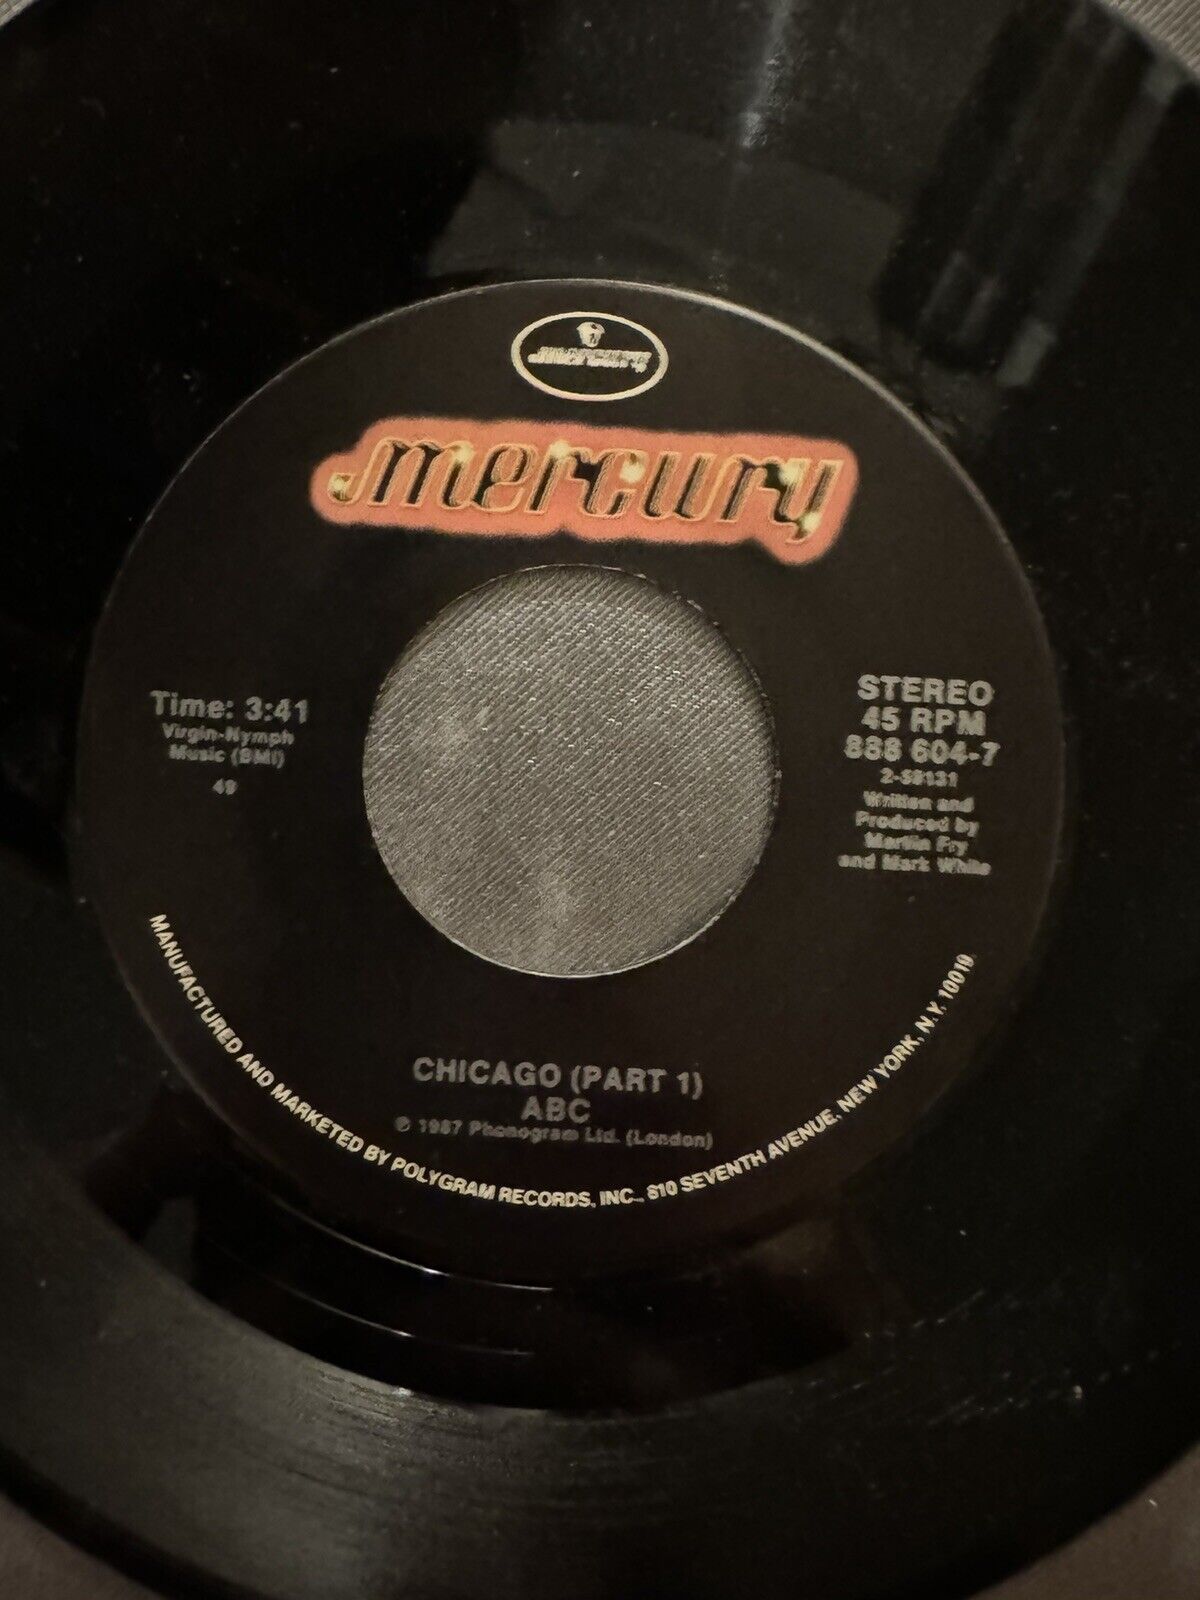 mercury
mercury
Time: 3:41
Virgin-Nymph
Music (BMI)
49
STEREO
45 RPM
888 604-7
2-59131
Written and
Produced by
Martin Fry
and Mark White
CHICAGO (PART 1)
ABC
℗ 1987 Phonogram Ltd. (London)
MANUFACTURED AND MARKETED BY POLYGRAM RECORDS, INC., 810 SEVENTH AVENUE, NEW YORK, N.Y. 10019